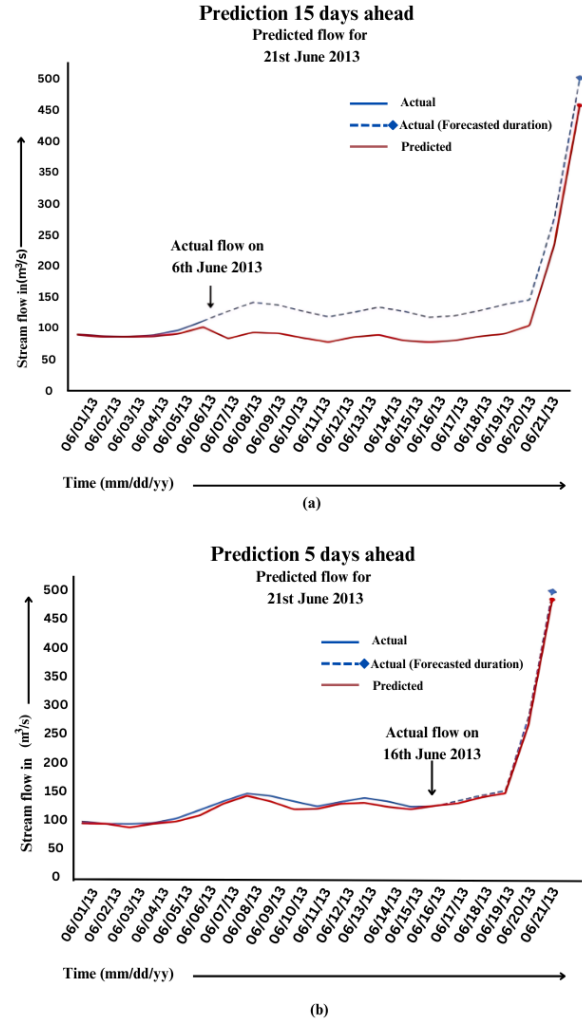 (a)
Prediction 15 days ahead
Predicted flow for
21st June 2013
500
450
400
350
300
250
200
150
100
50
0
Stream flow in(m³/s)
Actual
Actual (Forecasted duration)
Predicted
Actual flow on
6th June 2013
06/01/13
06/02/13
06/03/13
06/04/13
06/05/13
06/06/13
06/07/13
06/08/13
06/09/13
06/10/13
06/11/13
06/12/13
06/13/13
06/14/13
06/15/13
06/16/13
06/17/13
06/18/13
06/19/13
06/20/13
06/21/13
Time (mm/dd/yy)
(a)
Prediction 5 days ahead
Predicted flow for
21st June 2013
500
450
400
350
300
250
200
150
100
50
0
Stream flow in (m³/s)
Actual
Actual (Forecasted duration)
Predicted
Actual flow on
16th June 2013
06/01/13
06/02/13
06/03/13
06/04/13
06/05/13
06/06/13
06/07/13
06/08/13
06/09/13
06/10/13
06/11/13
06/12/13
06/13/13
06/14/13
06/15/13
06/16/13
06/17/13
06/18/13
06/19/13
06/20/13
06/21/13
Time (mm/dd/yy)
(b)